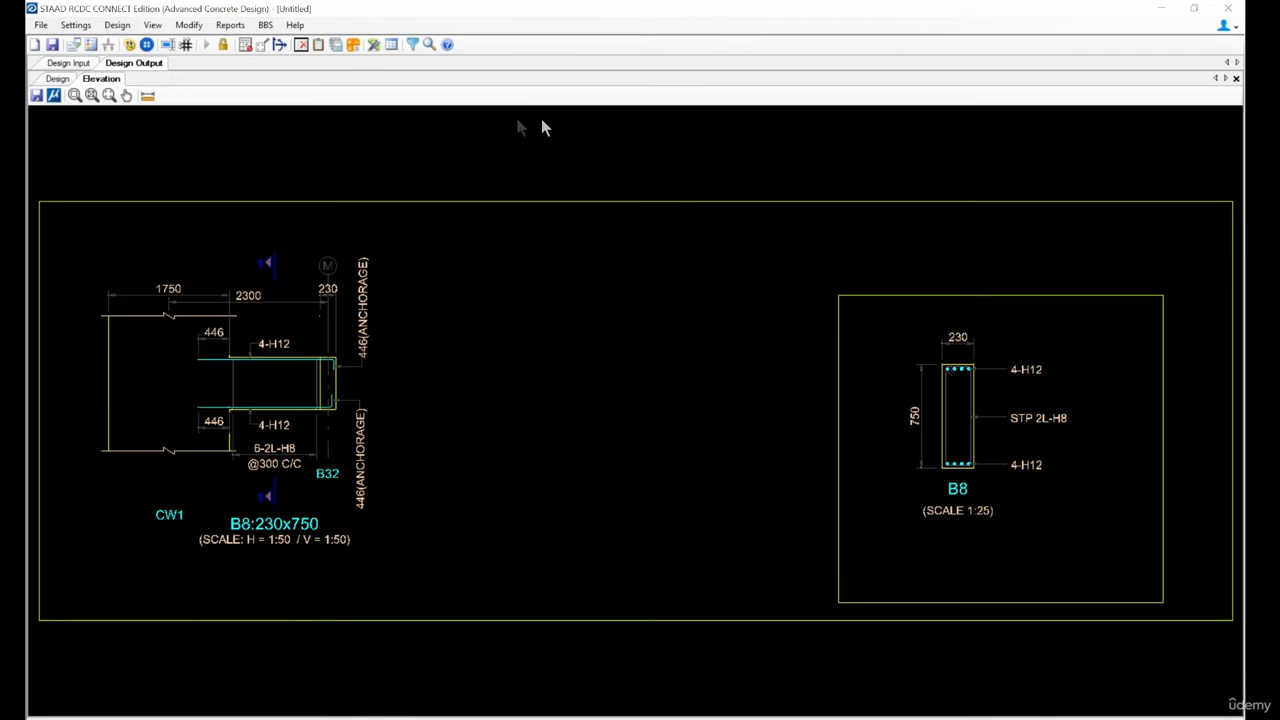 STAAD RCDC CONNECT Edition (Advanced Concrete Design) - [Untitled]
File Settings Design View Modify Reports BBS Help
Design Input Design Output
Design Elevation
1
M
446(ANCHORAGE)
1750
2300
230
446
4-H12
446
4-H12
6-2L-H8
@300 C/C
446(ANCHORAGE)
B32
1
CW1
B8:230x750
(SCALE: H = 1:50 / V = 1:50)
230
4-H12
750
STP 2L-H8
4-H12
B8
(SCALE 1:25)
udemy